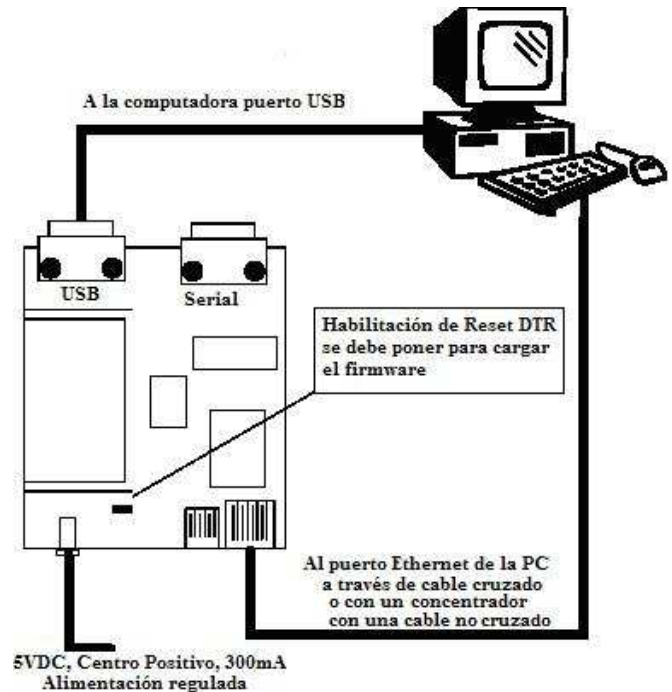 A la computadora puerto USB
USB
Serial
Habilitación de Reset DTR
se debe poner para cargar
el firmware
Al puerto Ethernet de la PC
a través de cable cruzado
o con un concentrador
con una cable no cruzado
5VDC, Centro Positivo, 300mA
Alimentación regulada